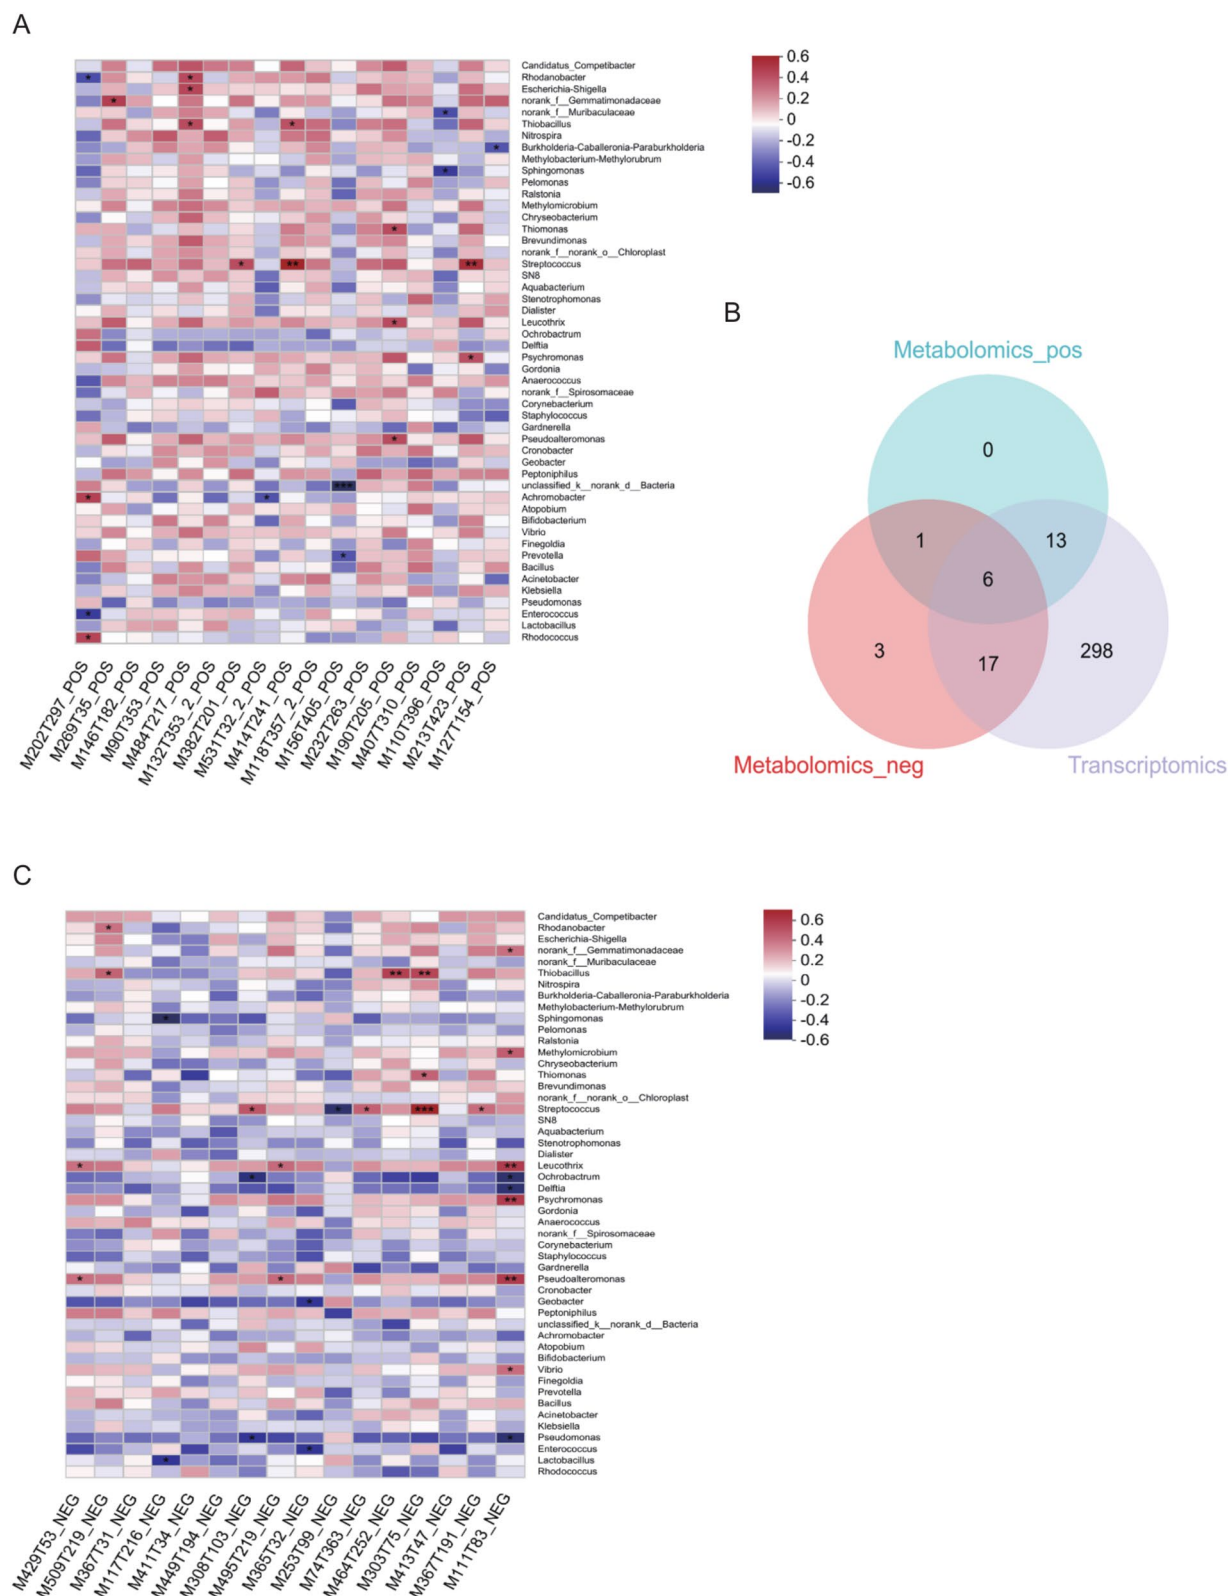 A
Candidatus_Competibacter
Rhodanobacter
Escherichia-Shigella
norank_f__Gemmatimonadaceae
norank_f__Muribaculaceae
Thiobacillus
Nitrospira
Burkholderia-Caballeronia-Paraburkholderia
Methylobacterium-Methylorubrum
Sphingomonas
Pelomonas
Ralstonia
Methylomicrobium
Chryseobacterium
Thiomonas
Brevundimonas
norank_f__norank_o__Chloroplast
Streptococcus
SN8
Aquabacterium
Stenotrophomonas
Dialister
Leucothrix
Ochrobactrum
Delftia
Psychromonas
Gordonia
Anaerococcus
norank_f__Spirosomaceae
Corynebacterium
Staphylococcus
Gardnerella
Pseudoalteromonas
Cronobacter
Geobacter
Peptoniphilus
unclassified_k__norank_d__Bacteria
Achromobacter
Atopobium
Bifidobacterium
Vibrio
Finegoldia
Prevotella
Bacillus
Acinetobacter
Klebsiella
Pseudomonas
Enterococcus
Lactobacillus
Rhodococcus
0.6
0.4
0.2
0
-0.2
-0.4
-0.6
M202T297_POS
M269T35_POS
M146T182_POS
M90T353_POS
M484T217_POS
M132T353_2_POS
M382T201_POS
M531T32_2_POS
M414T241_POS
M118T357_2_POS
M156T405_POS
M232T263_POS
M190T205_POS
M407T310_POS
M110T396_POS
M213T423_POS
M127T154_POS
B
Metabolomics_pos
0
1
13
6
3
17
298
Metabolomics_neg
Transcriptomics
C
Candidatus_Competibacter
Rhodanobacter
Escherichia-Shigella
norank_f__Gemmatimonadaceae
norank_f__Muribaculaceae
Thiobacillus
Nitrospira
Burkholderia-Caballeronia-Paraburkholderia
Methylobacterium-Methylorubrum
Sphingomonas
Pelomonas
Ralstonia
Methylomicrobium
Chryseobacterium
Thiomonas
Brevundimonas
norank_f__norank_o__Chloroplast
Streptococcus
SN8
Aquabacterium
Stenotrophomonas
Dialister
Leucothrix
Ochrobactrum
Delftia
Psychromonas
Gordonia
Anaerococcus
norank_f__Spirosomaceae
Corynebacterium
Staphylococcus
Gardnerella
Pseudoalteromonas
Cronobacter
Geobacter
Peptoniphilus
unclassified_k__norank_d__Bacteria
Achromobacter
Atopobium
Bifidobacterium
Vibrio
Finegoldia
Prevotella
Bacillus
Acinetobacter
Klebsiella
Pseudomonas
Enterococcus
Lactobacillus
Rhodococcus
0.6
0.4
0.2
0
-0.2
-0.4
-0.6
M429T53_NEG
M509T219_NEG
M367T31_NEG
M117T216_NEG
M411T34_NEG
M449T194_NEG
M308T103_NEG
M495T219_NEG
M365T32_NEG
M253T99_NEG
M74T363_NEG
M464T252_NEG
M303T75_NEG
M413T47_NEG
M367T191_NEG
M111T83_NEG